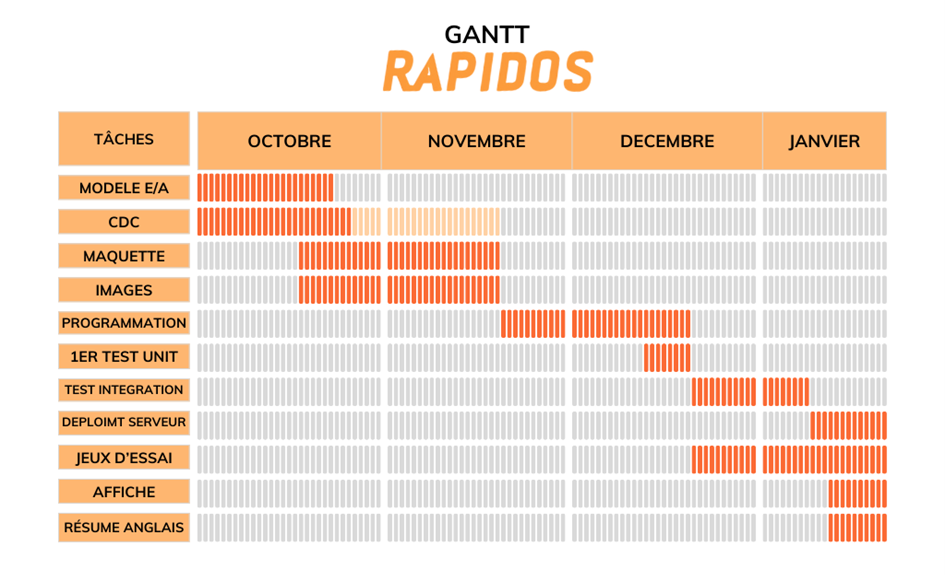 GANTT
RAPIDOS
TÂCHES
OCTOBRE
NOVEMBRE
DECEMBRE
JANVIER
MODELE E/A
CDC
MAQUETTE
IMAGES
PROGRAMMATION
1ER TEST UNIT
TEST INTEGRATION
DEPLOIMT SERVEUR
JEUX D'ESSAI
AFFICHE
RÉSUME ANGLAIS